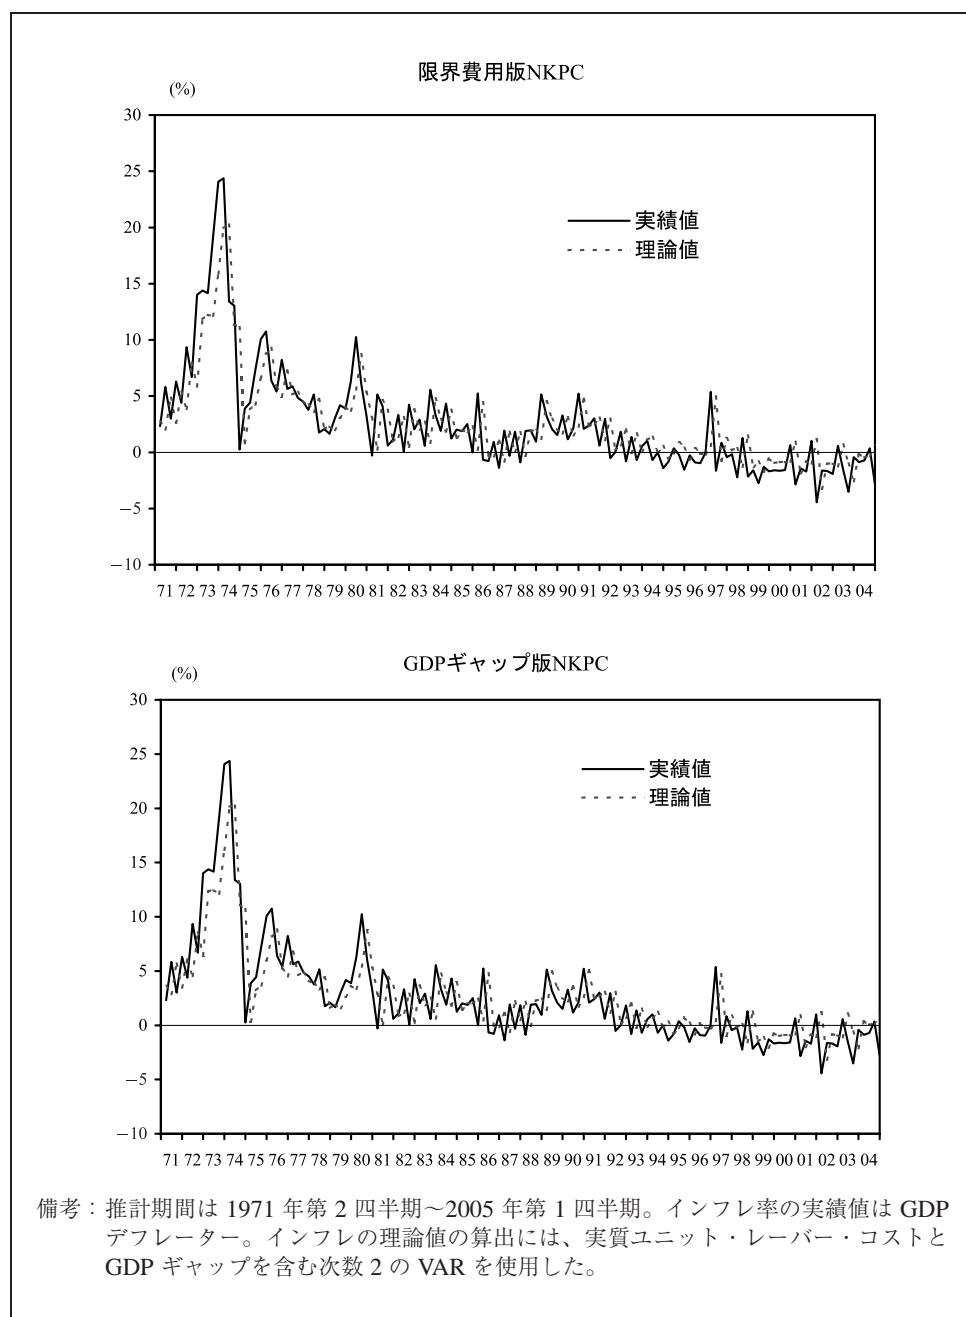 限界費用版NKPC
(%)
30
25
20
15
10
5
0
−5
−10
実績値
理論値
71 72 73 74 75 76 77 78 79 80 81 82 83 84 85 86 87 88 89 90 91 92 93 94 95 96 97 98 99 00 01 02 03 04
GDPギャップ版NKPC
(%)
30
25
20
15
10
5
0
−5
−10
実績値
理論値
71 72 73 74 75 76 77 78 79 80 81 82 83 84 85 86 87 88 89 90 91 92 93 94 95 96 97 98 99 00 01 02 03 04
備考：推計期間は 1971 年第 2 四半期～2005 年第 1 四半期。インフレ率の実績値は GDP
デフレーター。インフレの理論値の算出には、実質ユニット・レーバー・コストと
GDP ギャップを含む次数 2 の VAR を使用した。